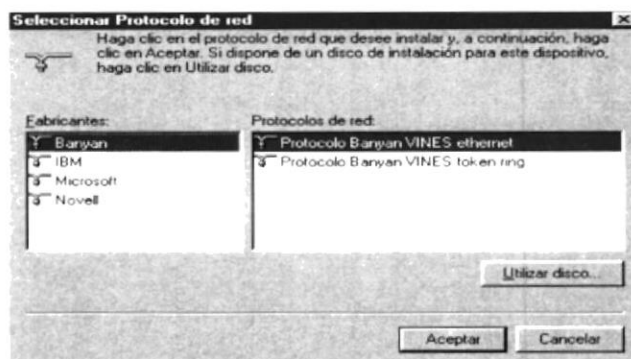 Seleccionar Protocolo de red
Haga clic en el protocolo de red que desee instalar y, a continuación, haga
clic en Aceptar. Si dispone de un disco de instalación para este dispositivo,
haga clic en Utilizar disco.
Fabricantes:
Banyan
IBM
Microsoft
Novell
Protocolos de red:
Protocolo Banyan VINES ethernet
Protocolo Banyan VINES token ring
Utilizar disco...
Aceptar
Cancelar